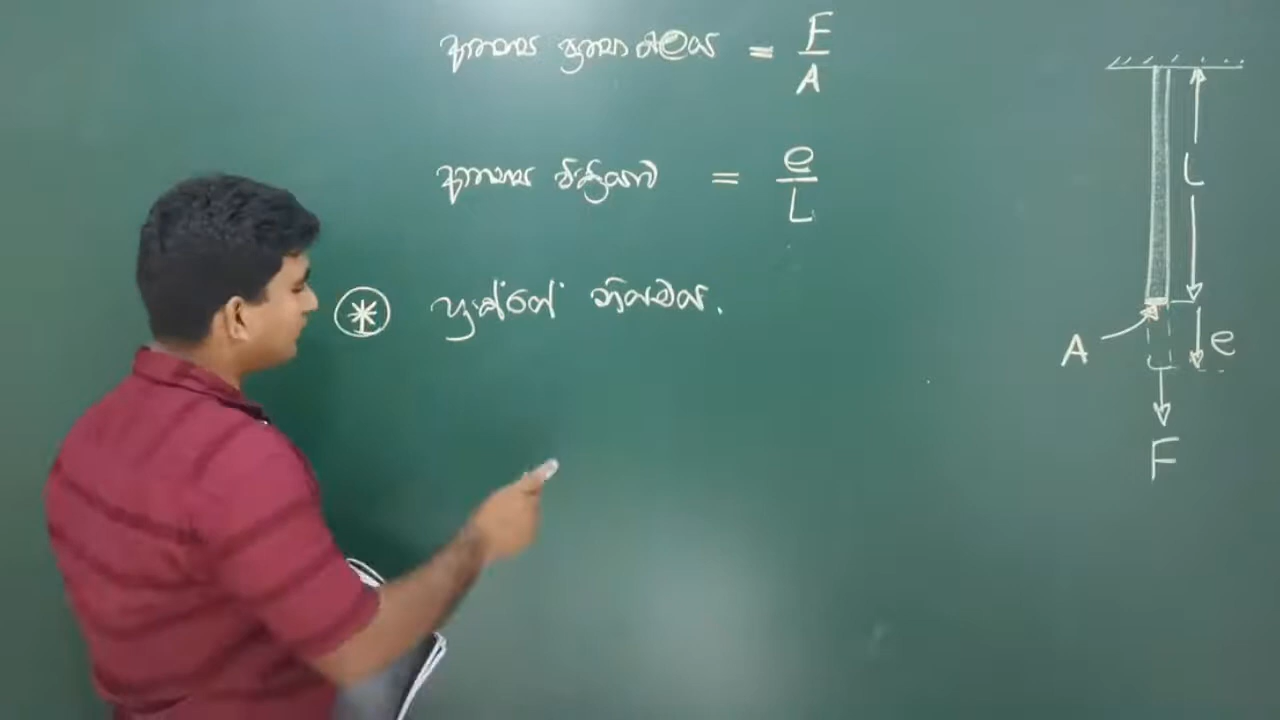 ආතන්‍ය ප්‍රත්‍යාබලය = F/A
ආතන්‍ය වික්‍රියාව = e/L
* හුක්ගේ නියමය.
L
A
e
F